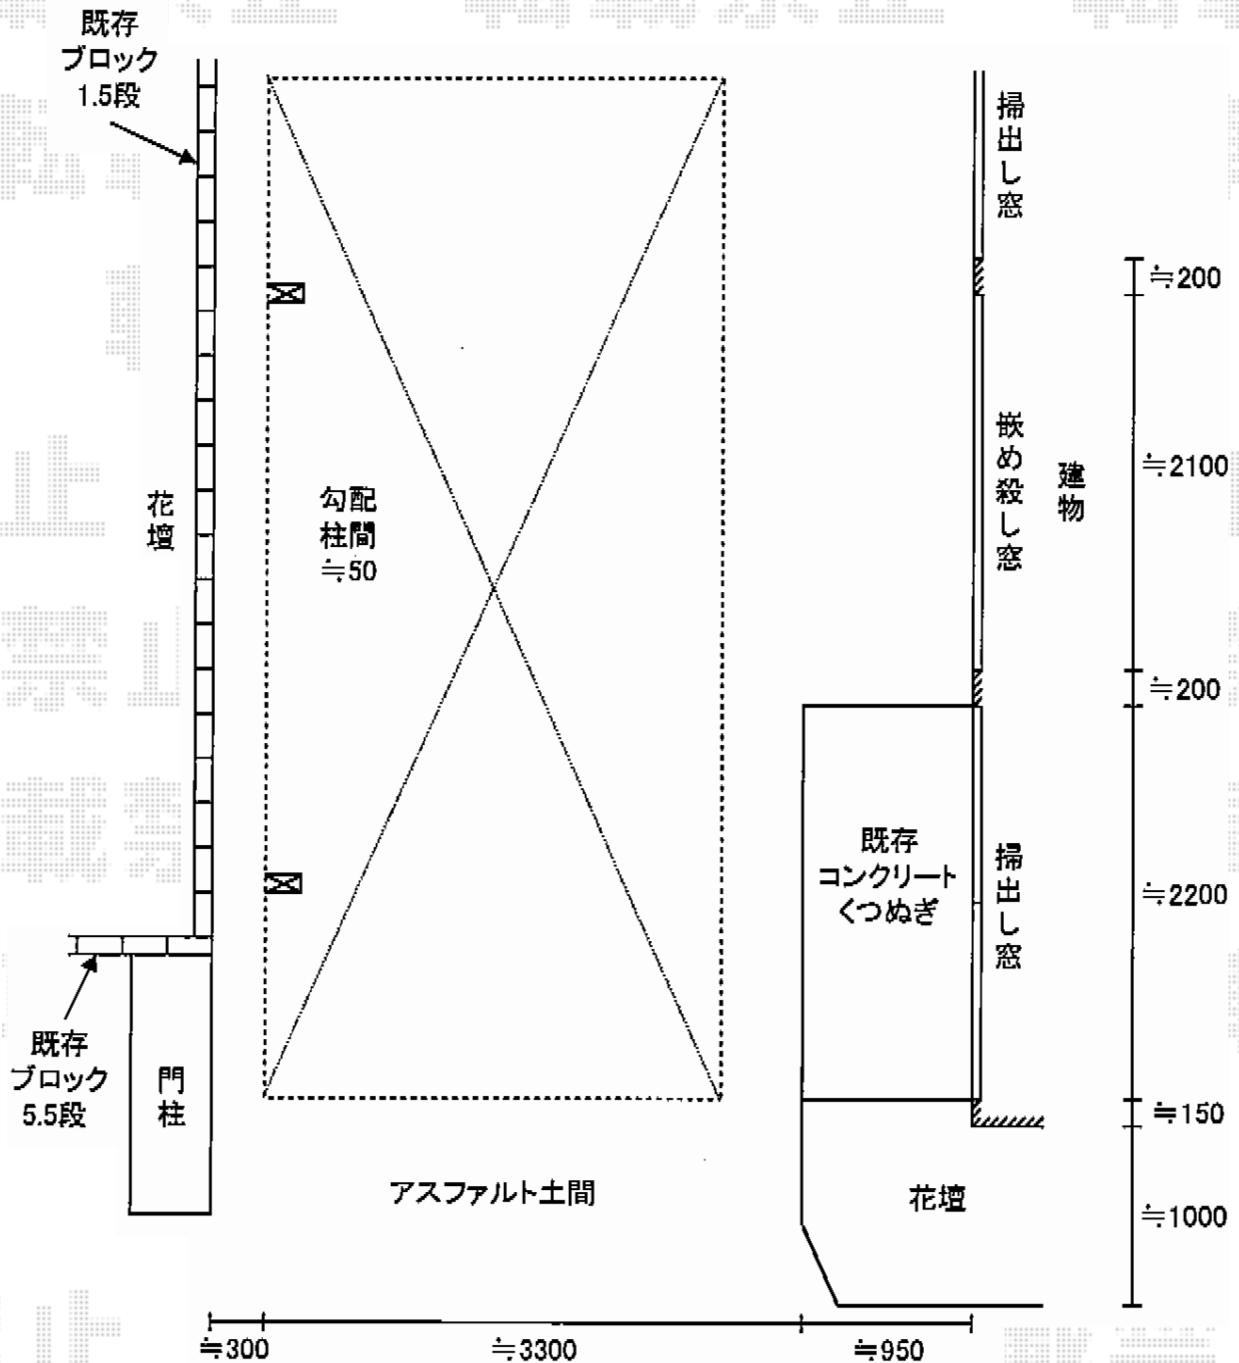 既存
ブロック
1.5段
掃出し窓
≒200
嵌め殺し窓
建物
≒2100
花壇
勾配
柱間
≒50
≒200
既存
コンクリート
くつぬぎ
掃出し窓
≒2200
既存
ブロック
5.5段
門柱
≒150
アスファルト土間
花壇
≒1000
≒300
≒3300
≒950